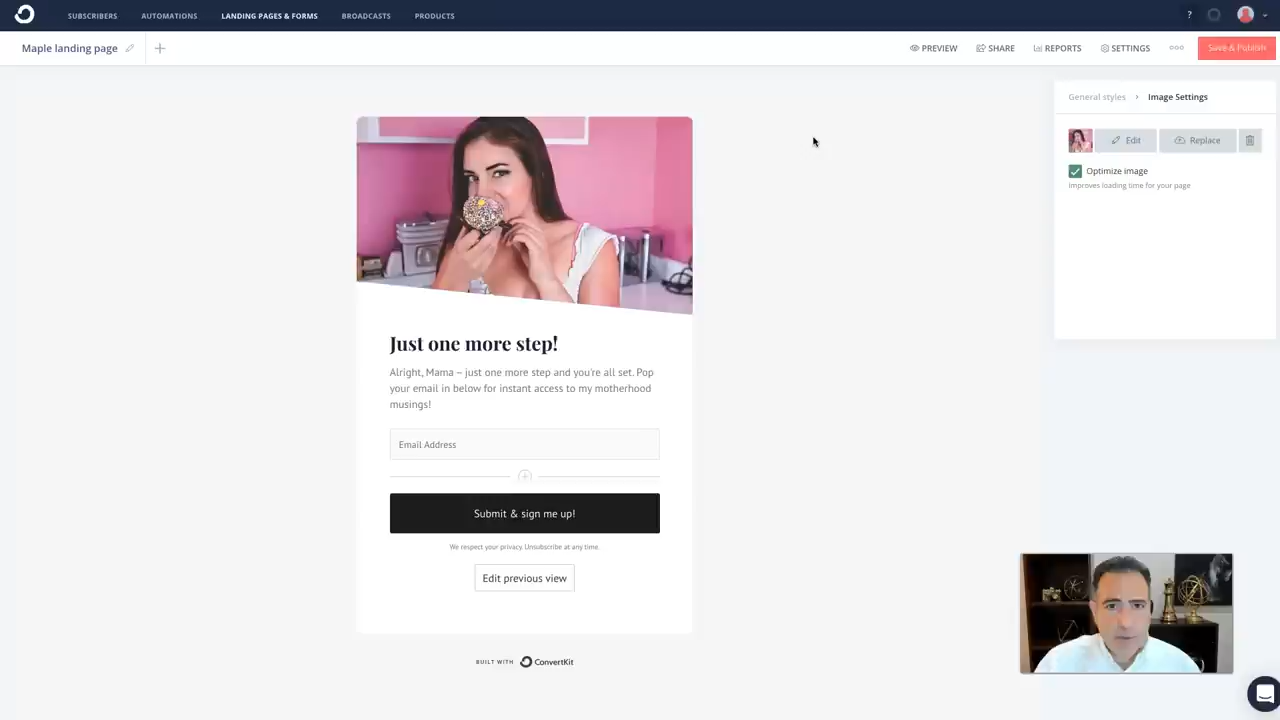 SUBSCRIBERS AUTOMATIONS LANDING PAGES & FORMS BROADCASTS PRODUCTS ?
Maple landing page PREVIEW SHARE REPORTS SETTINGS Save & Publish
General styles › Image Settings
Edit Replace
Optimize image
Improves loading time for your page
Just one more step!
Alright, Mama – just one more step and you're all set. Pop
your email in below for instant access to my motherhood
musings!
Email Address
Submit & sign me up!
We respect your privacy. Unsubscribe at any time.
Edit previous view
BUILT WITH ConvertKit